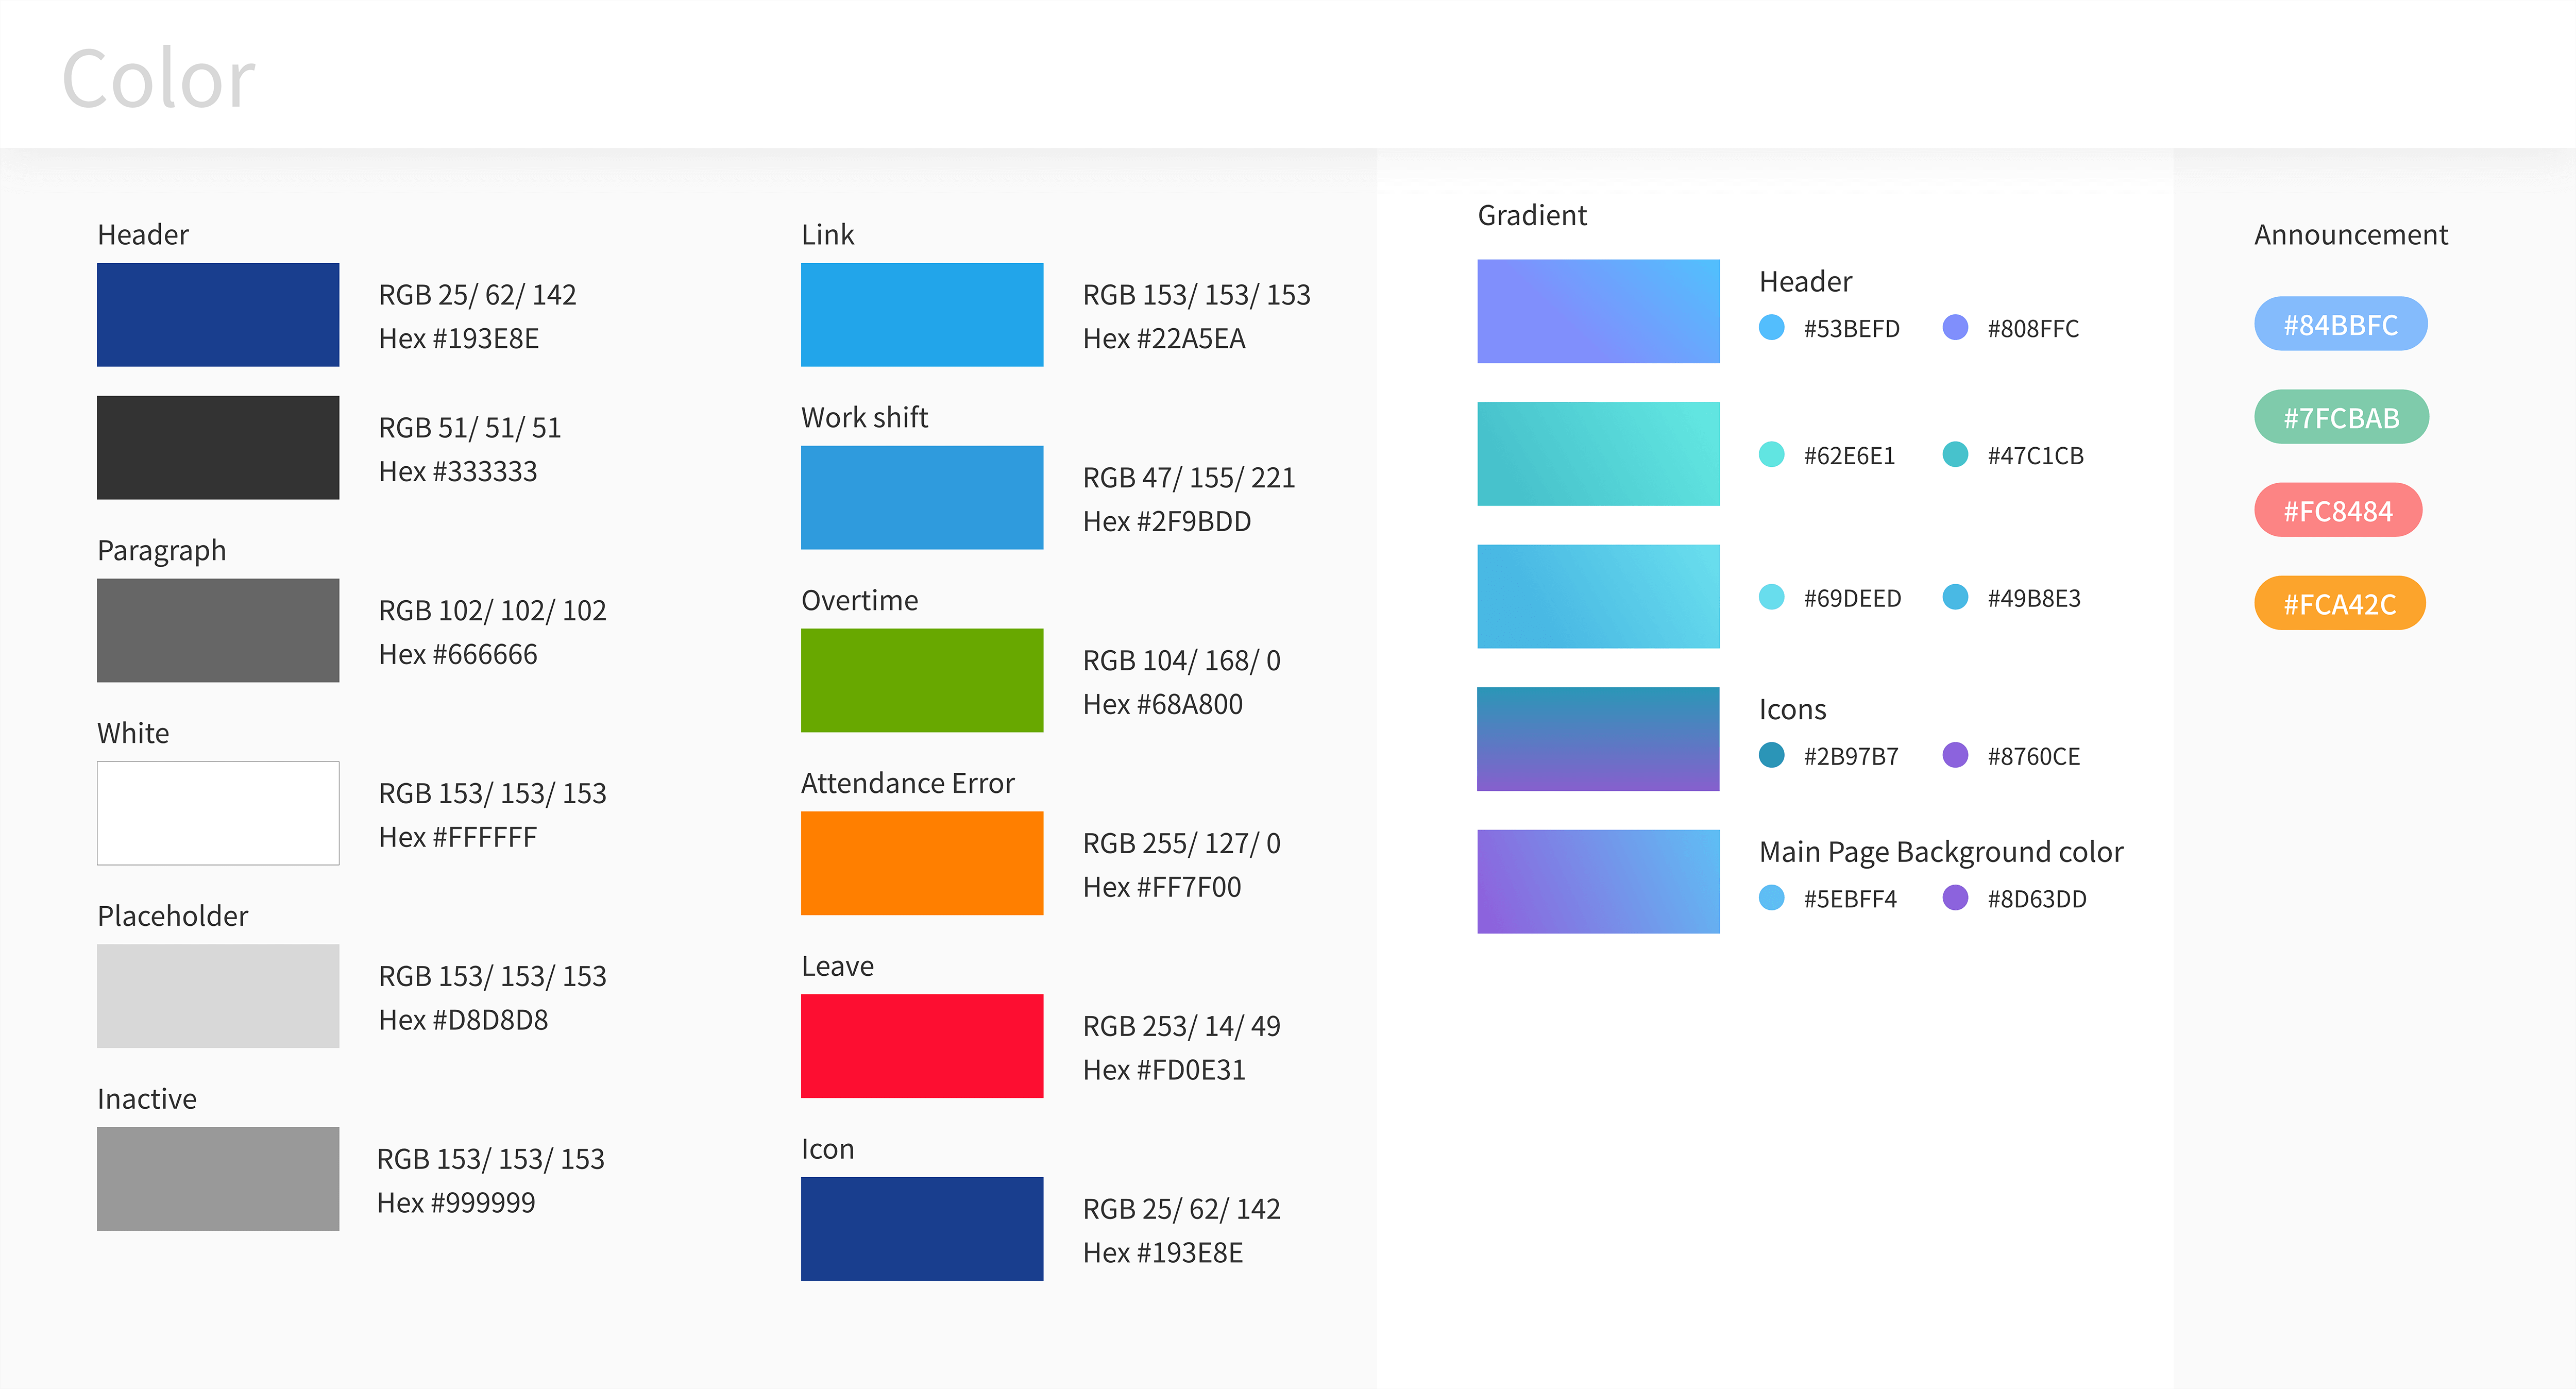 Color
Header
RGB 25/ 62/ 142
Hex #193E8E
RGB 51/ 51/ 51
Hex #333333
Paragraph
RGB 102/ 102/ 102
Hex #666666
White
RGB 153/ 153/ 153
Hex #FFFFFF
Placeholder
RGB 153/ 153/ 153
Hex #D8D8D8
Inactive
RGB 153/ 153/ 153
Hex #999999
Link
RGB 153/ 153/ 153
Hex #22A5EA
Work shift
RGB 47/ 155/ 221
Hex #2F9BDD
Overtime
RGB 104/ 168/ 0
Hex #68A800
Attendance Error
RGB 255/ 127/ 0
Hex #FF7F00
Leave
RGB 253/ 14/ 49
Hex #FD0E31
Icon
RGB 25/ 62/ 142
Hex #193E8E
Gradient
Header
#53BEFD #808FFC
#62E6E1 #47C1CB
#69DEED #49B8E3
Icons
#2B97B7 #8760CE
Main Page Background color
#5EBFF4 #8D63DD
Announcement
#84BBFC
#7FCBAB
#FC8484
#FCA42C